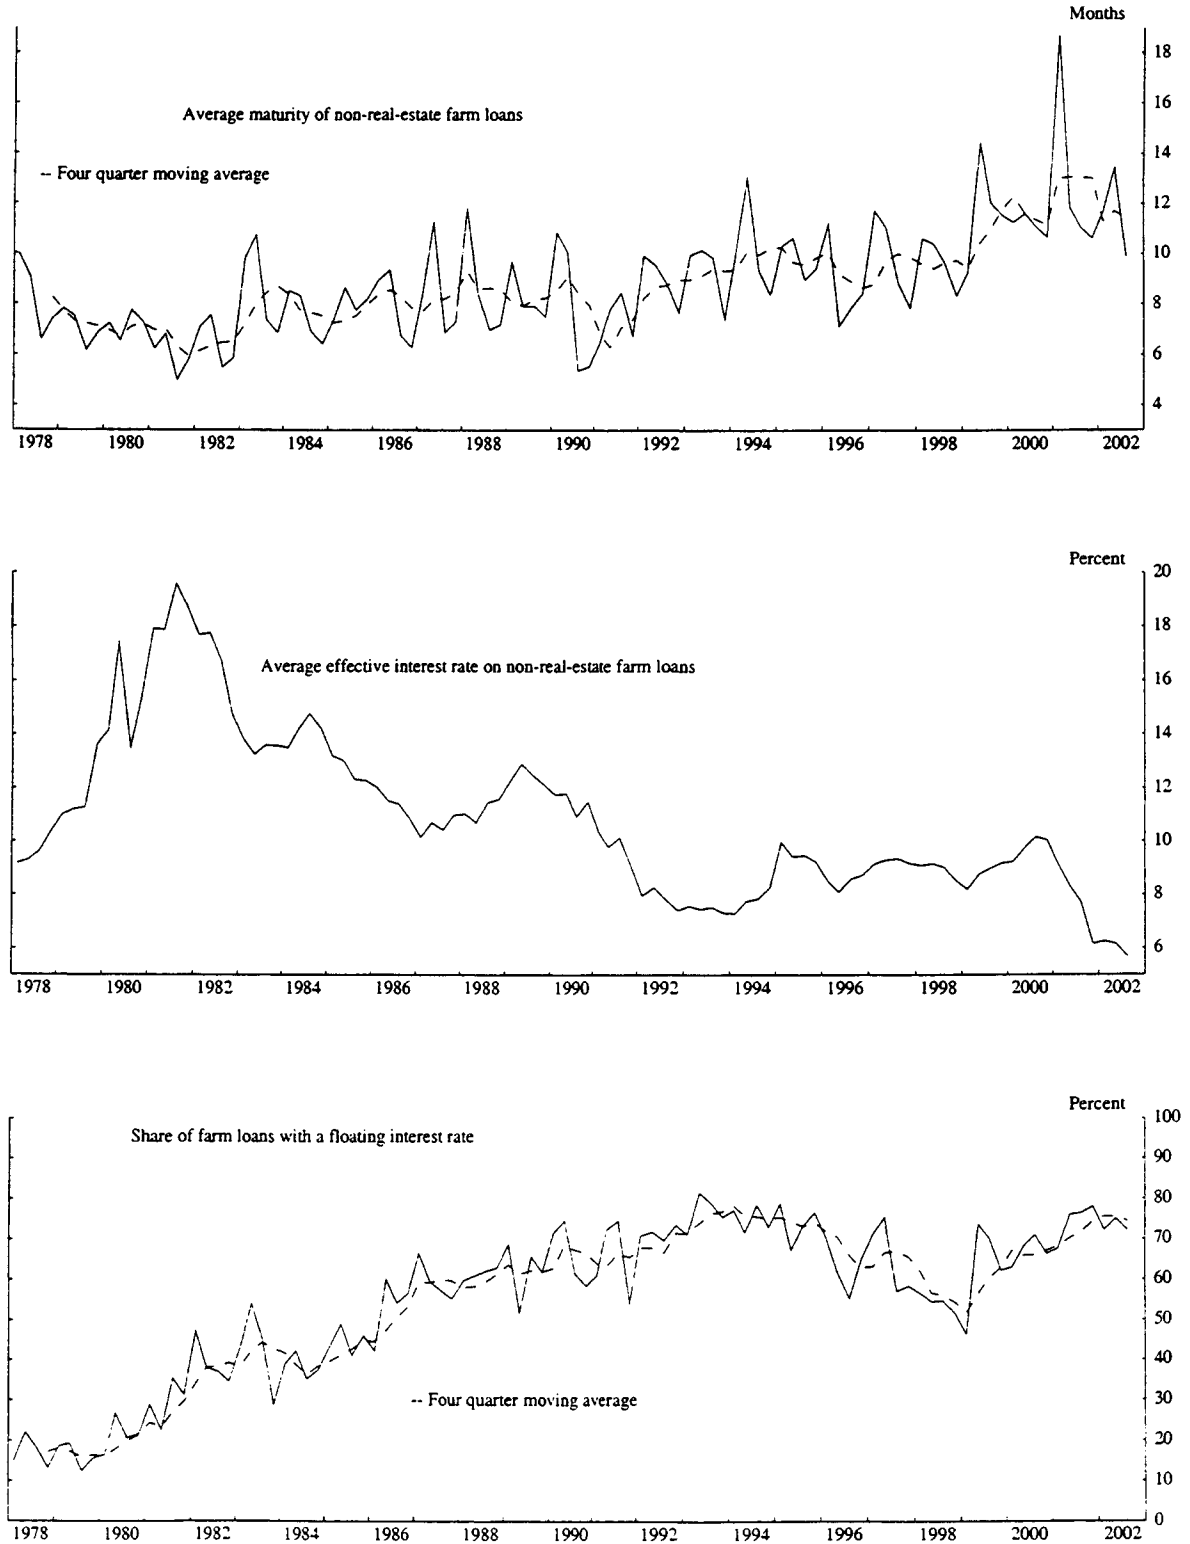 Months
18
Average maturity of non-real-estate farm loans
16
-- Four quarter moving average
14
12
10
8
6
4
1978 1980 1982 1984 1986 1988 1990 1992 1994 1996 1998 2000 2002
Percent
20
18
Average effective interest rate on non-real-estate farm loans
16
14
12
10
8
6
1978 1980 1982 1984 1986 1988 1990 1992 1994 1996 1998 2000 2002
Percent
100
Share of farm loans with a floating interest rate
90
80
70
60
50
40
-- Four quarter moving average
30
20
10
0
1978 1980 1982 1984 1986 1988 1990 1992 1994 1996 1998 2000 2002